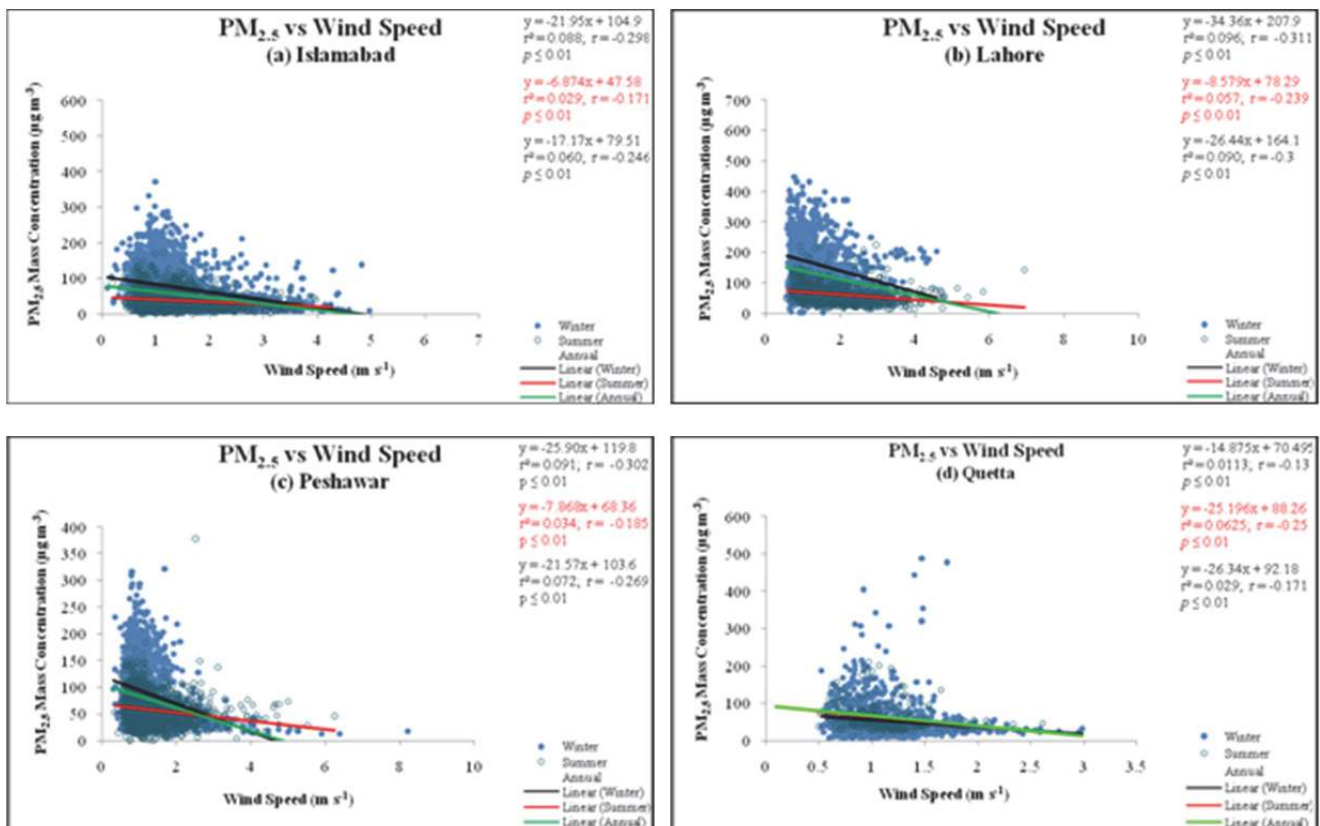 PM2.5 vs Wind Speed
(a) Islamabad
y=-21.95x+104.9
r²=0.088; r=-0.298
p≤0.01
y=-6.874x+47.58
r²=0.029; r=-0.171
p≤0.01
y=-17.17x+79.51
r²=0.060; r=-0.246
p≤0.01
PM2.5 Mass Concentration (µg m-3)
600
500
400
300
200
100
0
0 1 2 3 4 5 6 7
Wind Speed (m s-1)
Winter
Summer
Annual
Linear (Winter)
Linear (Summer)
Linear (Annual)
PM2.5 vs Wind Speed
(b) Lahore
y=-34.36x+207.9
r²=0.096; r=-0.311
p≤0.01
y=-8.579x+78.29
r²=0.057; r=-0.239
p≤0.0.01
y=-26.44x+164.1
r²=0.090; r=-0.3
p≤0.01
PM2.5 Mass Concentration (µg m-3)
700
600
500
400
300
200
100
0
0 2 4 6 8 10
Wind Speed (m s-1)
Winter
Summer
Annual
Linear (Winter)
Linear (Summer)
Linear (Annual)
PM2.5 vs Wind Speed
(c) Peshawar
y=-25.90x+119.8
r²=0.091; r=-0.302
p≤0.01
y=-7.868x+68.36
r²=0.034; r=-0.185
p≤0.01
y=-21.57x+103.6
r²=0.072; r=-0.269
p≤0.01
PM2.5 Mass Concentration (µg m-3)
400
350
300
250
200
150
100
50
0
0 2 4 6 8 10
Wind Speed (m s-1)
Winter
Summer
Annual
Linear (Winter)
Linear (Summer)
Linear (Annual)
PM2.5 vs Wind Speed
(d) Quetta
y=-14.875x+70.495
r²=0.0113; r=-0.13
p≤0.01
y=-25.196x+88.26
r²=0.0625; r=-0.25
p≤0.01
y=-26.34x+92.18
r²=0.029; r=-0.171
p≤0.01
PM2.5 Mass Concentration (µg m-3)
600
500
400
300
200
100
0
0 0.5 1 1.5 2 2.5 3 3.5
Wind Speed (m s-1)
Winter
Summer
Annual
Linear (Winter)
Linear (Summer)
Linear (Annual)